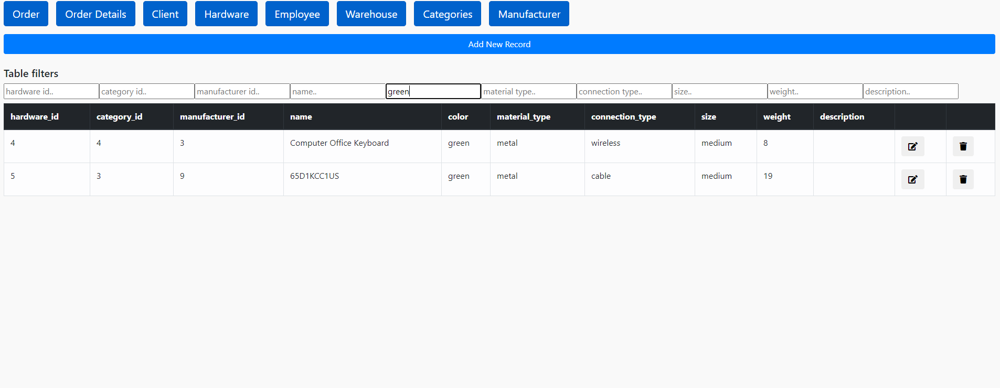 Order Order Details Client Hardware Employee Warehouse Categories Manufacturer
Add New Record
Table filters
hardware id.. category id.. manufacturer id.. name.. green material type.. connection type.. size.. weight.. description..
hardware_id category_id manufacturer_id name color material_type connection_type size weight description
4 4 3 Computer Office Keyboard green metal wireless medium 8
5 3 9 65D1KCC1US green metal cable medium 19